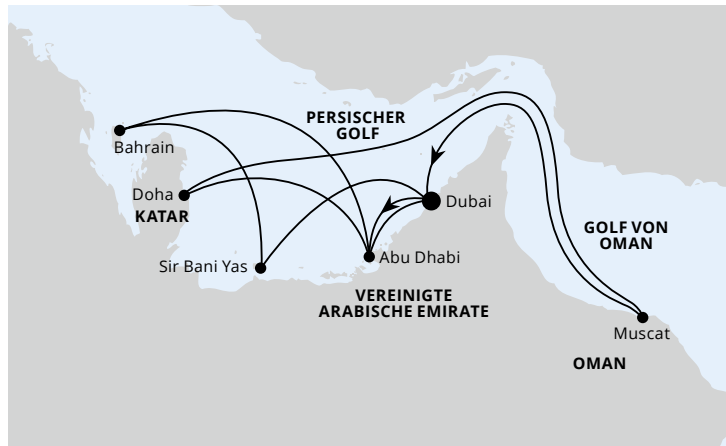 PERSISCHER
GOLF
Bahrain
Doha
KATAR
Dubai
GOLF VON
OMAN
Sir Bani Yas
Abu Dhabi
VEREINIGTE
ARABISCHE EMIRATE
Muscat
OMAN